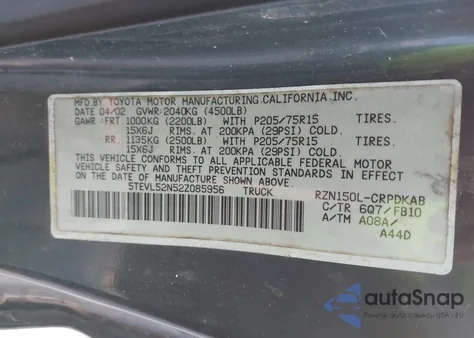 MFD BY TOYOTA MOTOR MANUFACTURING.CALIFORNIA.INC.
DATE 04/02 GVWR 2040KG (4500LB)
GAWR: FRT 1000KG (2200LB) WITH P205/75R15 TIRES.
15X6J RIMS. AT 200KPA (29PSI) COLD.
RR. 1135KG (2500LB) WITH P205/75R15 TIRES.
15X6J RIMS. AT 200KPA (29PSI) COLD.
THIS VEHICLE CONFORMS TO ALL APPLICABLE FEDERAL MOTOR
VEHICLE SAFETY, BUMPER, AND THEFT PREVENTION STANDARDS
IN EFFECT ON THE DATE OF MANUFACTURE SHOWN ABOVE.
5TEVL52N52Z085956 TRUCK
RZN150L-CRPDKAB
C/TR 6Q7/FB10
A/TM A08A/
A44D
autoSnap